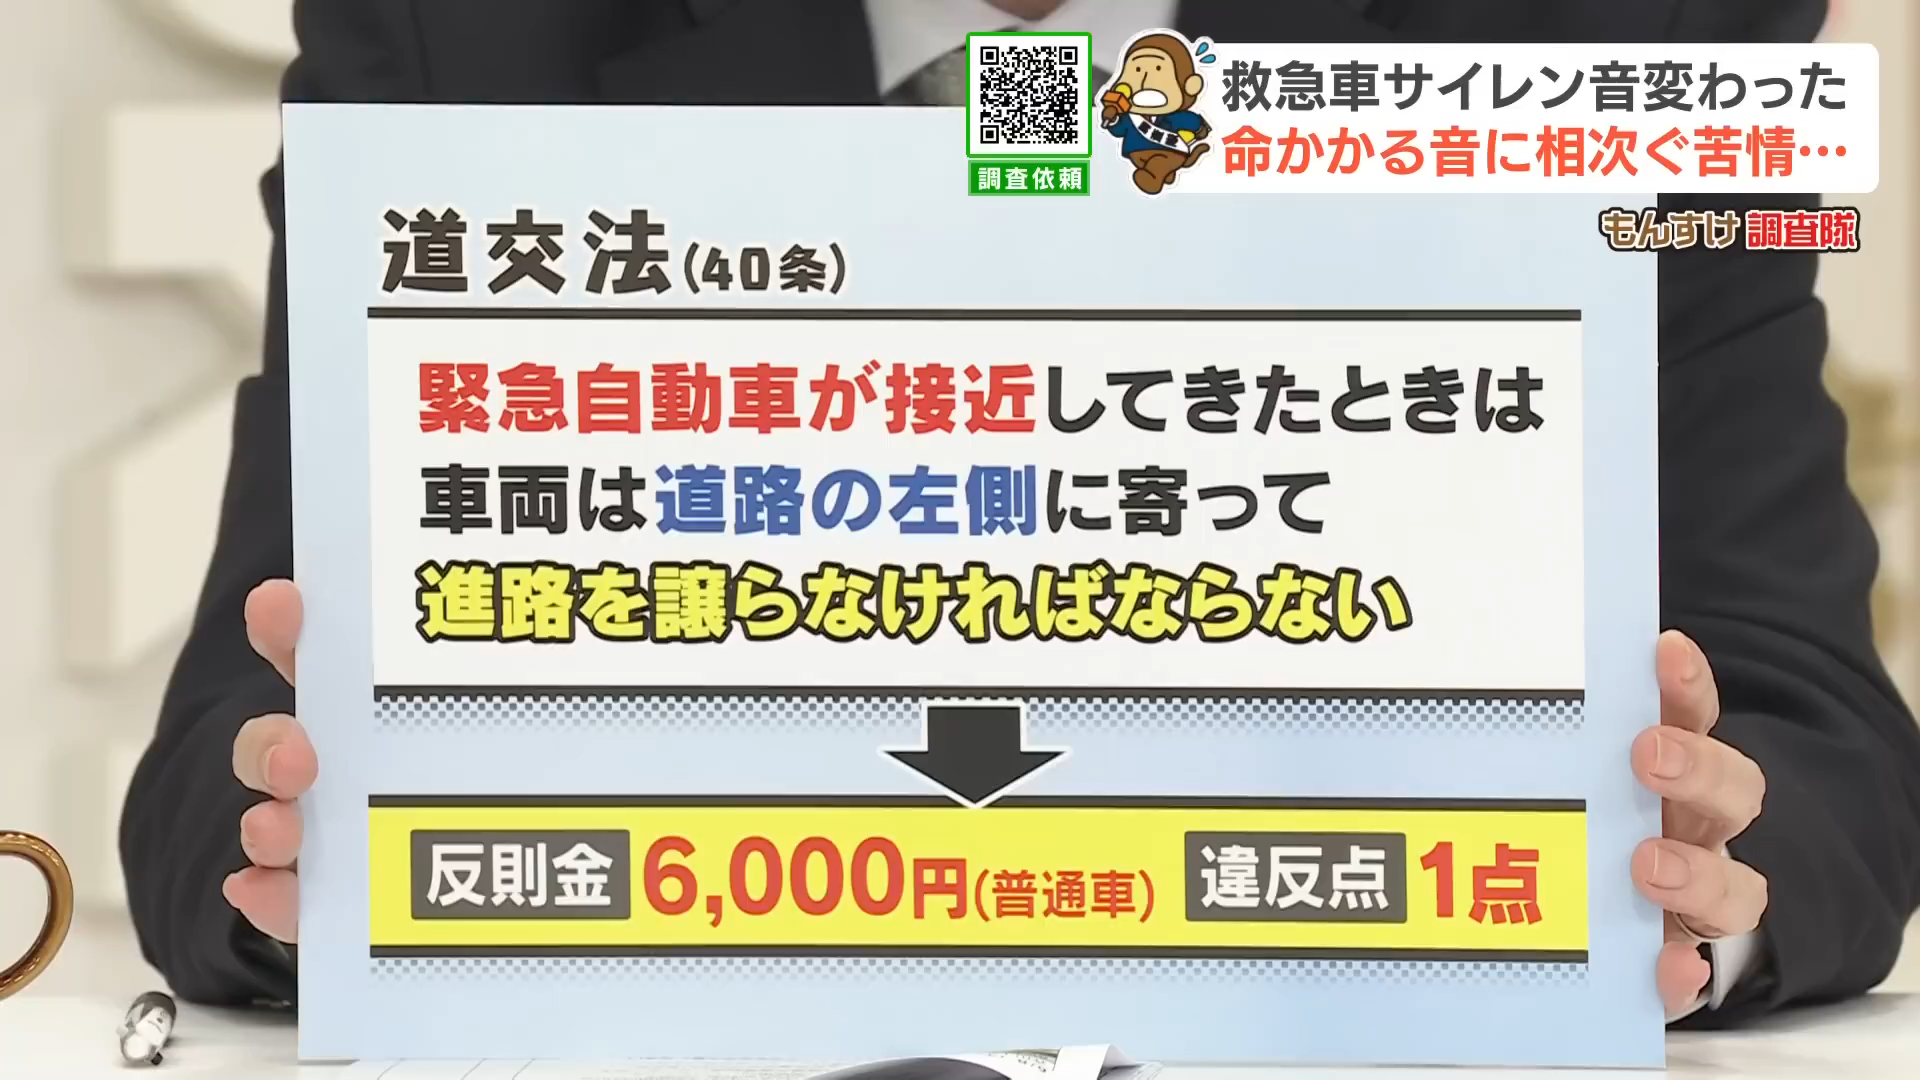 救急車サイレン音変わった
命かかる音に相次ぐ苦情…
調査依頼
もんすけ調査隊
道交法(40条)
緊急自動車が接近してきたときは
車両は道路の左側に寄って
進路を譲らなければならない
反則金 6,000円(普通車) 違反点 1点